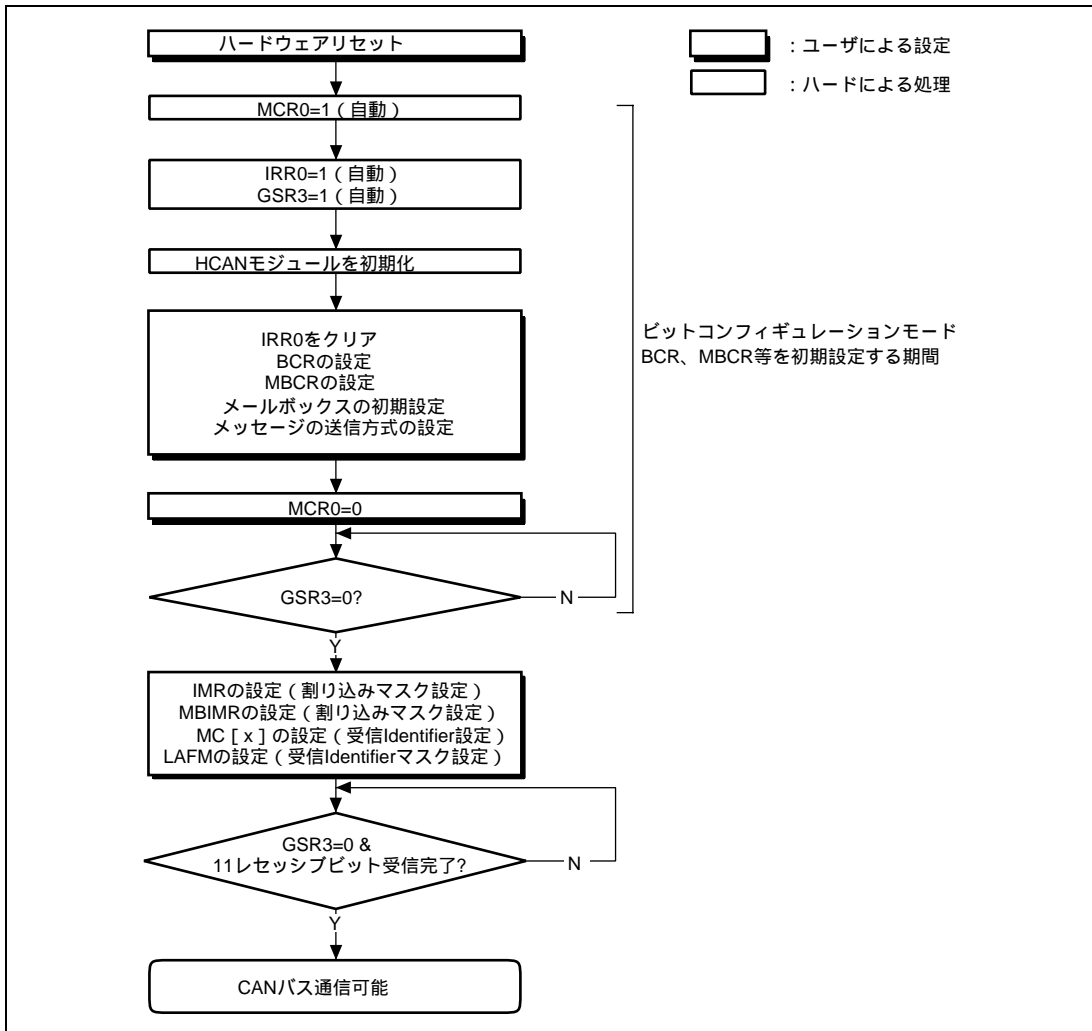 ハードウェアリセット
：ユーザによる設定
：ハードによる処理
MCR0=1（自動）
IRR0=1（自動）
GSR3=1（自動）
HCANモジュールを初期化
IRR0をクリア
BCRの設定
MBCRの設定
メールボックスの初期設定
メッセージの送信方式の設定
ビットコンフィギュレーションモード
BCR、MBCR等を初期設定する期間
MCR0=0
GSR3=0?
N
Y
IMRの設定（割り込みマスク設定）
MBIMRの設定（割り込みマスク設定）
MC［x］の設定（受信Identifier設定）
LAFMの設定（受信Identifierマスク設定）
GSR3=0 &
11レセッシブビット受信完了?
N
Y
CANバス通信可能